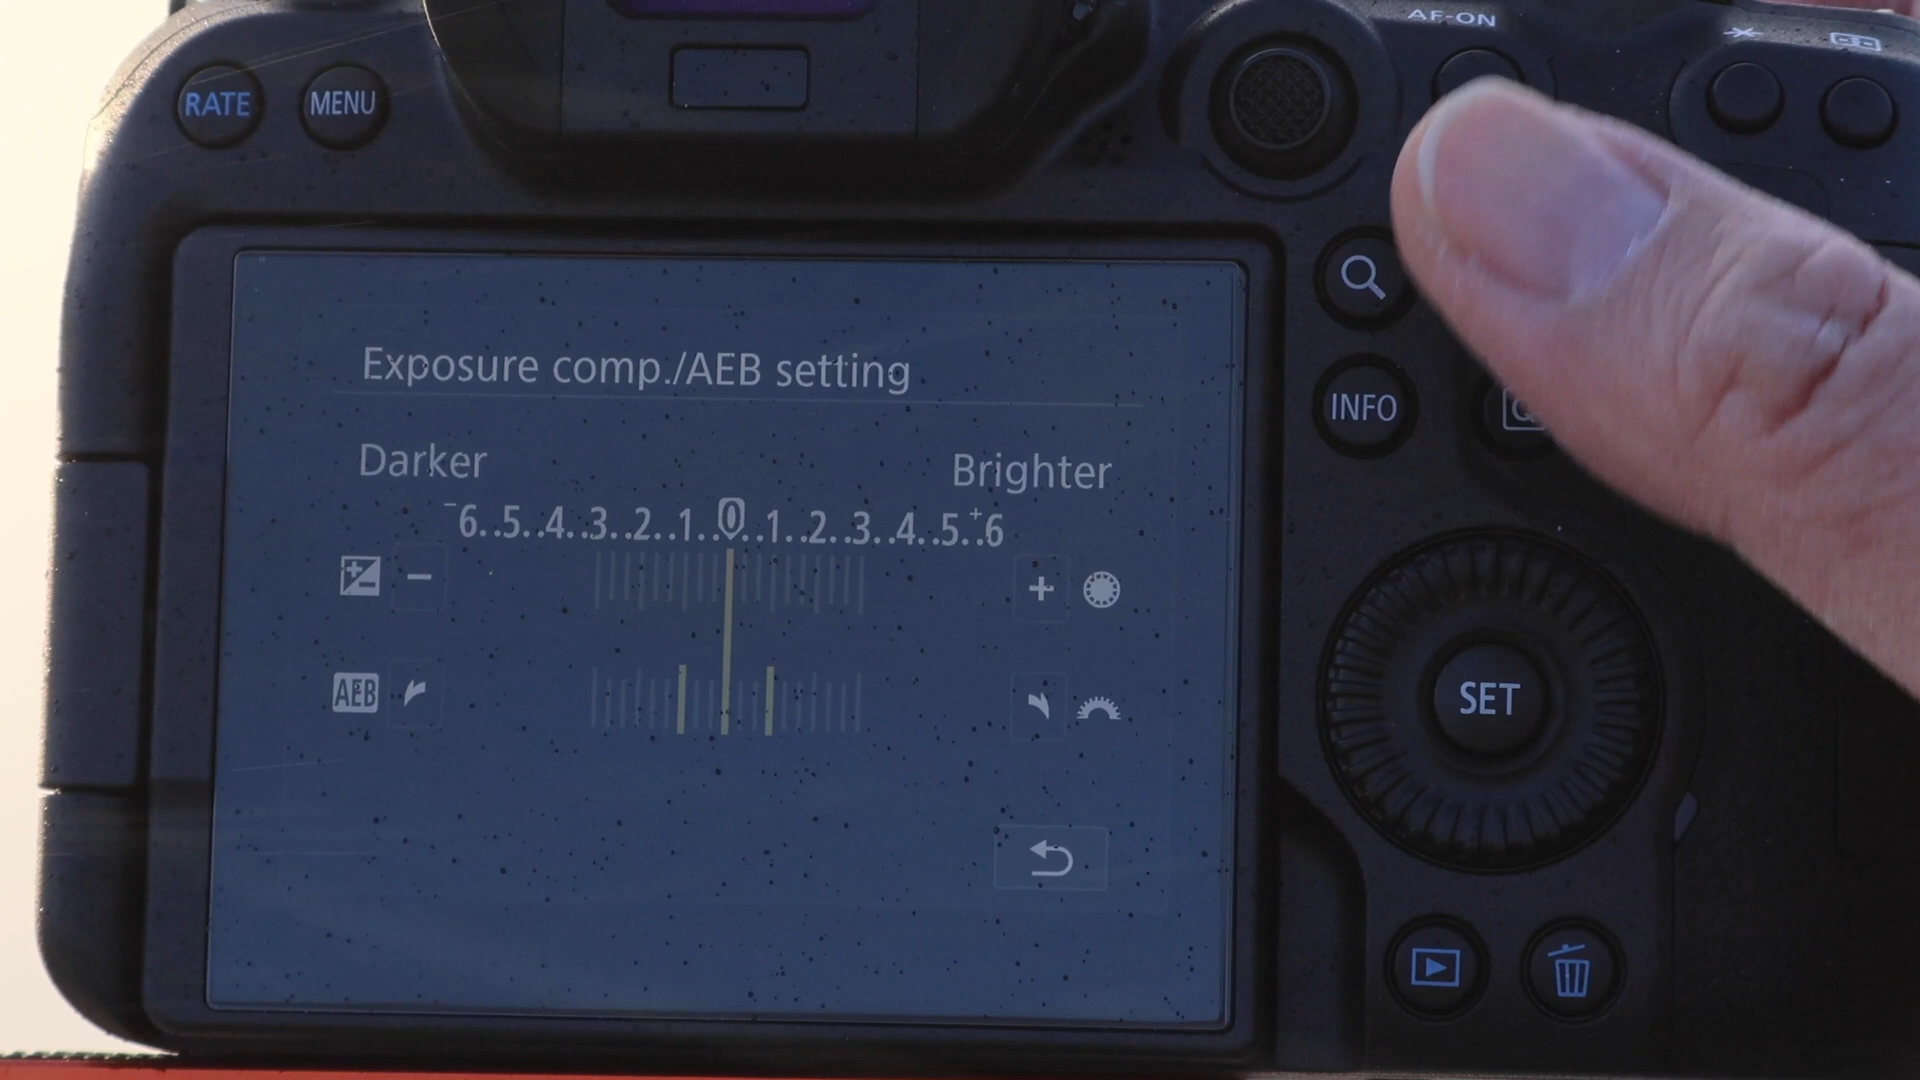 AF-ON
RATE
MENU
INFO
Q
Exposure comp./AEB setting
Darker
Brighter
-6..5..4..3..2..1..0..1..2..3..4..5..+6
AEB
SET